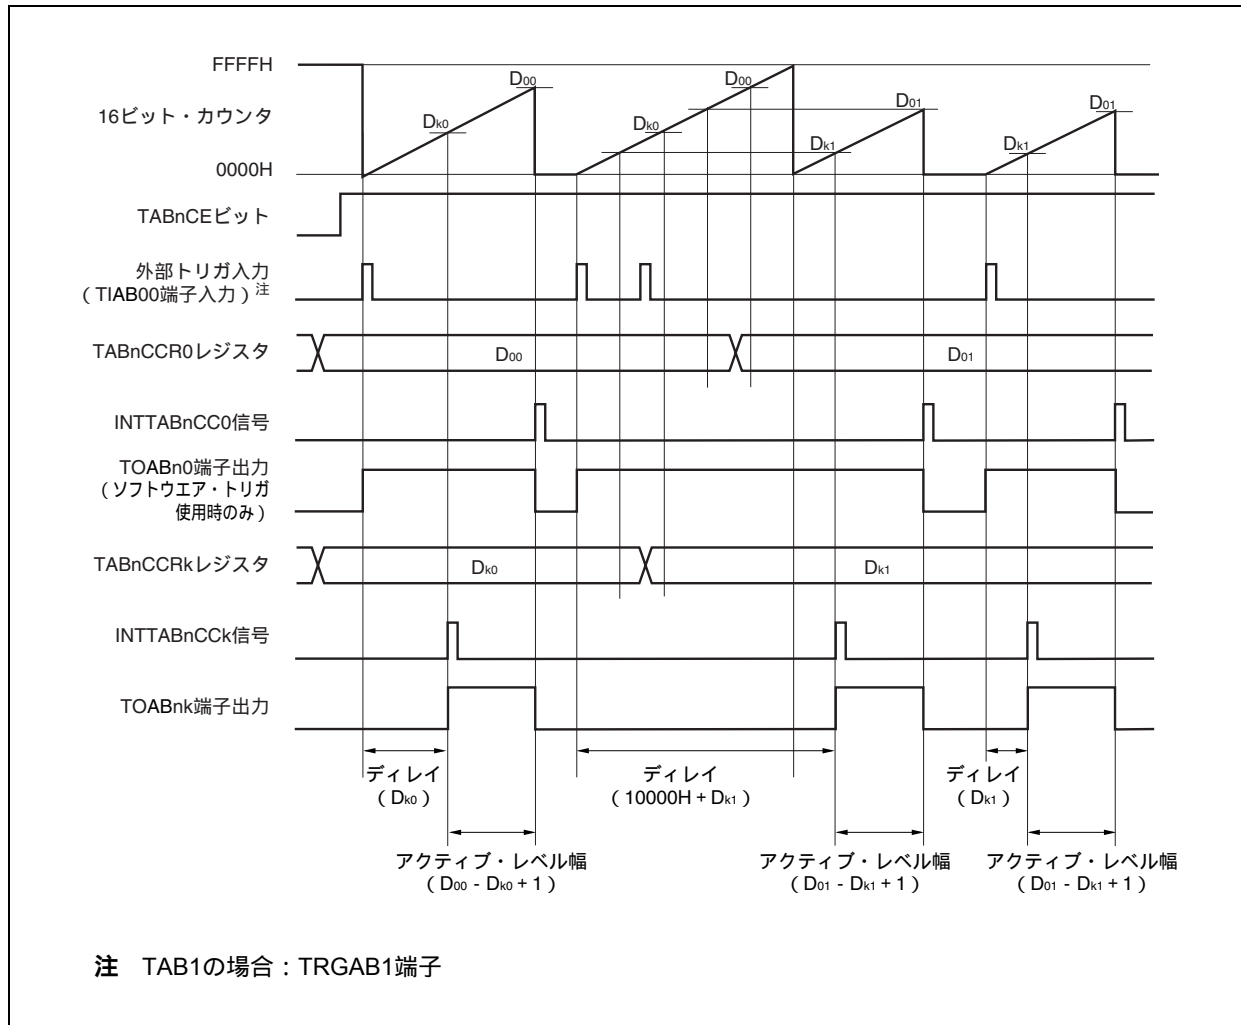 FFFFH
D00
D00
16ビット・カウンタ
Dk0
Dk0
D01
D01
Dk1
Dk1
0000H
TABnCEビット
外部トリガ入力
(TIAB00端子入力)注
TABnCCR0レジスタ
D00
D01
INTTABnCC0信号
TOABn0端子出力
(ソフトウエア・トリガ
使用時のみ)
TABnCCRkレジスタ
Dk0
Dk1
INTTABnCCk信号
TOABnk端子出力
ディレイ
(Dk0)
ディレイ
(10000H + Dk1)
ディレイ
(Dk1)
アクティブ・レベル幅
(D00 - Dk0 + 1)
アクティブ・レベル幅
(D01 - Dk1 + 1)
アクティブ・レベル幅
(D01 - Dk1 + 1)
注 TAB1の場合:TRGAB1端子